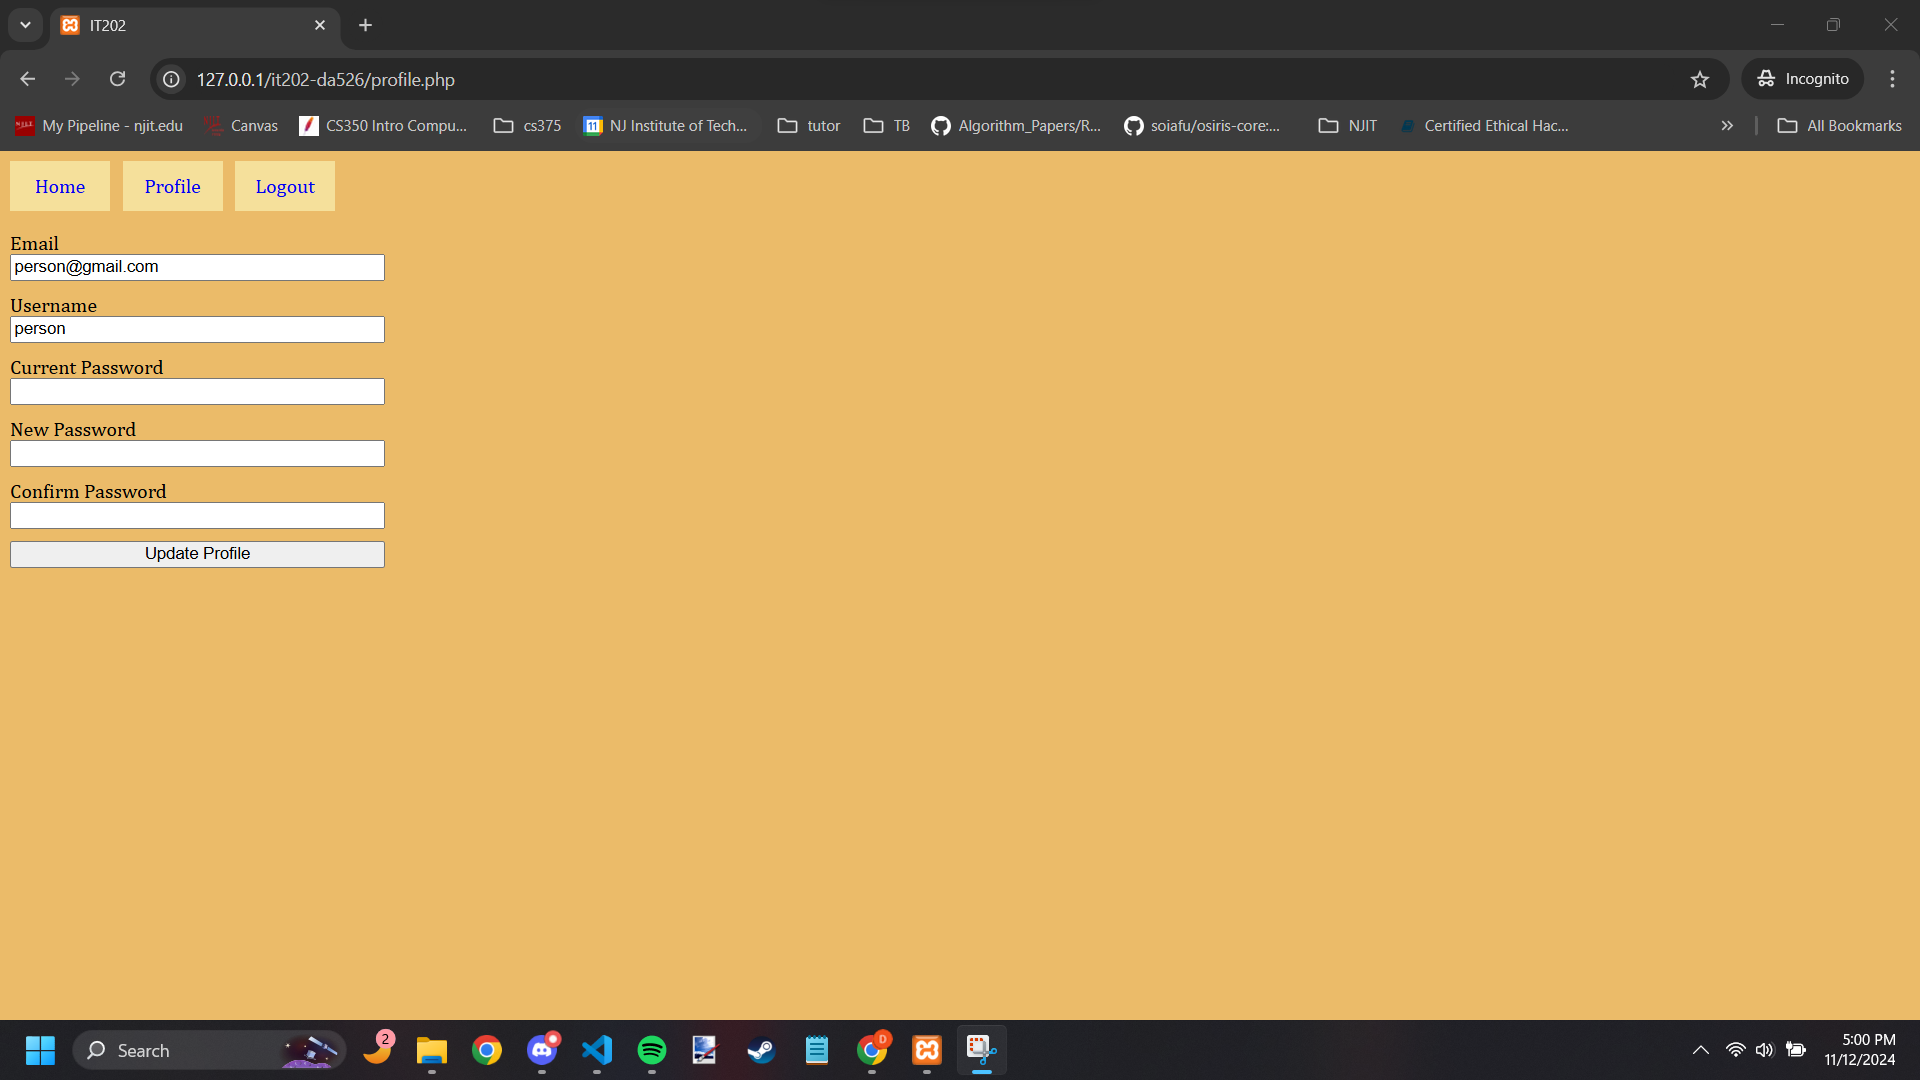 IT202
127.0.0.1/it202-da526/profile.php
Incognito
My Pipeline - njit.edu
Canvas
CS350 Intro Compu...
cs375
11
NJ Institute of Tech...
tutor
TB
Algorithm_Papers/R...
soiafu/osiris-core:...
NJIT
Certified Ethical Hac...
All Bookmarks
Home
Profile
Logout
Email
person@gmail.com
Username
person
Current Password
New Password
Confirm Password
Update Profile
Search
2
D
5:00 PM
11/12/2024